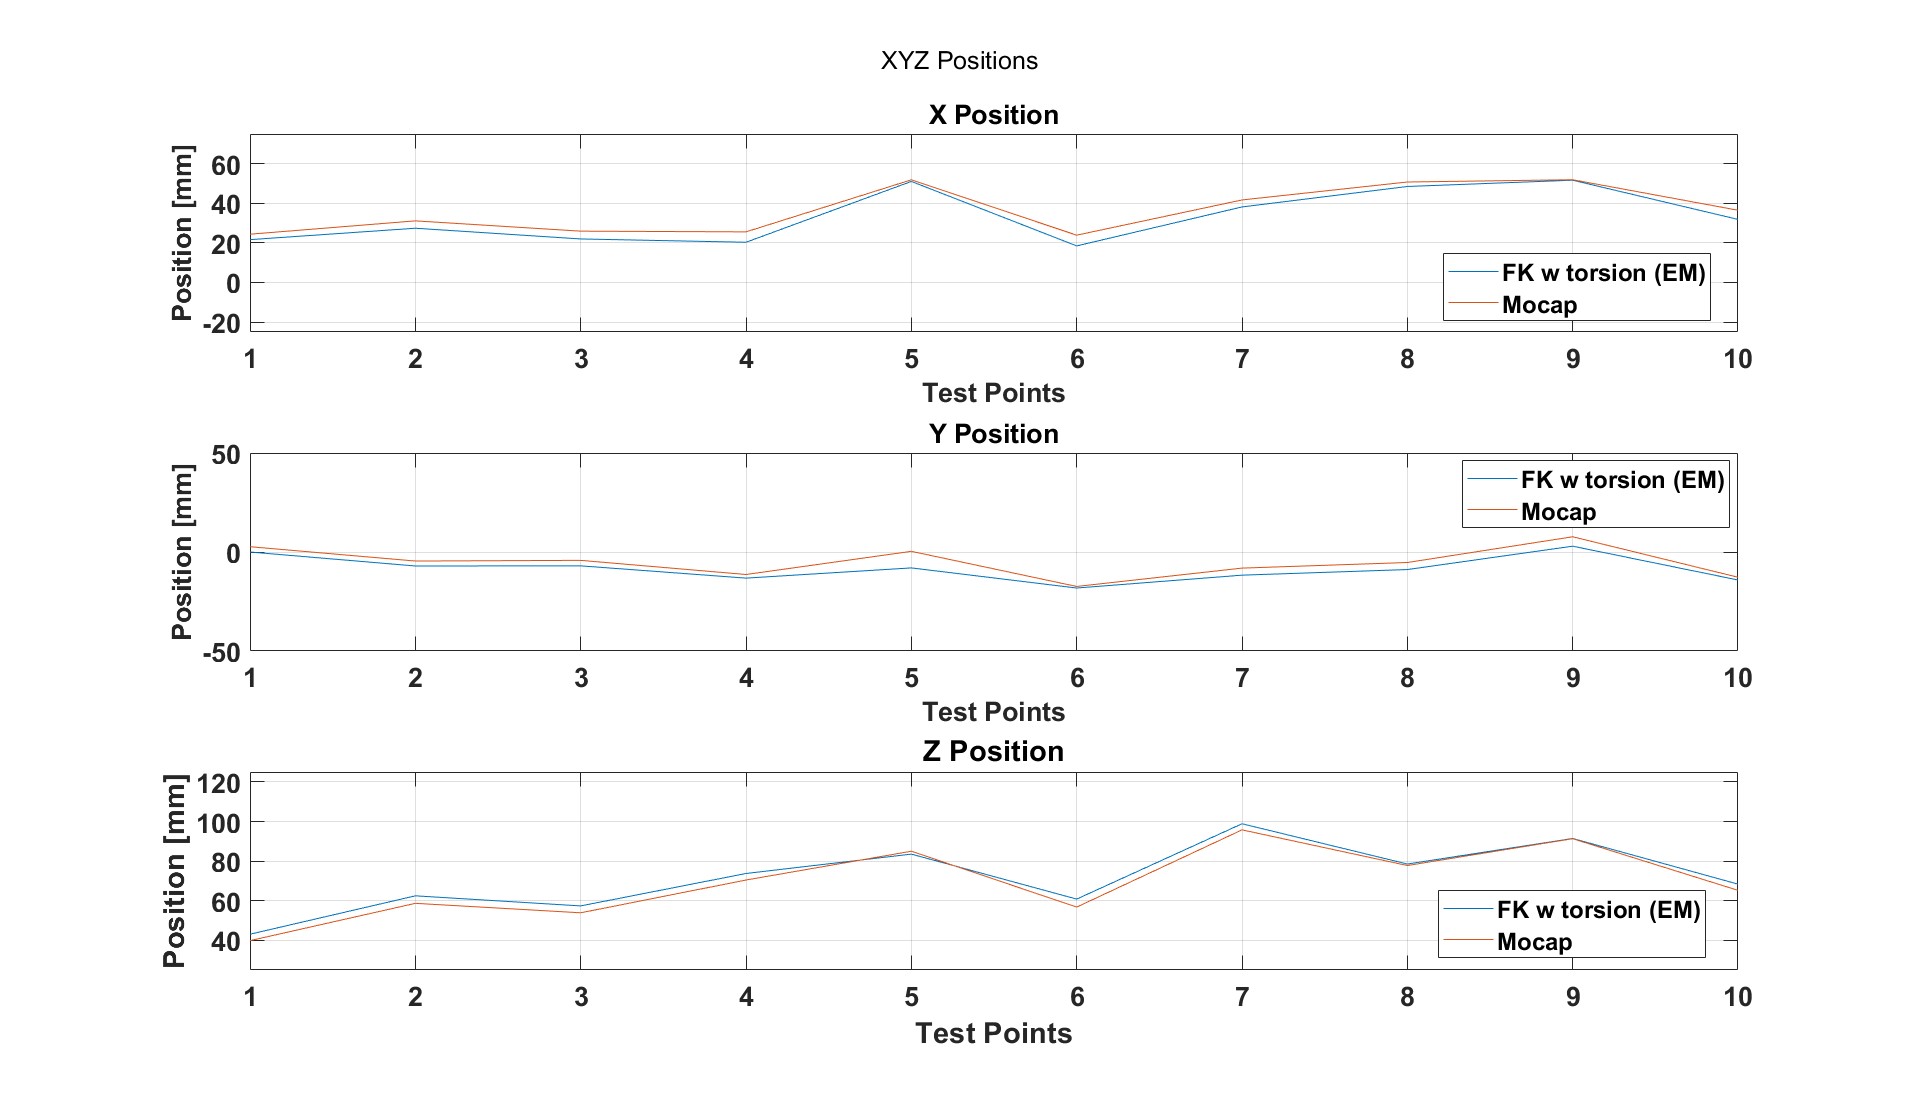 XYZ Positions
X Position
Position [mm]
60
40
20
0
-20
FK w torsion (EM)
Mocap
1 2 3 4 5 6 7 8 9 10
Test Points
Y Position
Position [mm]
50
0
-50
FK w torsion (EM)
Mocap
1 2 3 4 5 6 7 8 9 10
Test Points
Z Position
Position [mm]
120
100
80
60
40
FK w torsion (EM)
Mocap
1 2 3 4 5 6 7 8 9 10
Test Points